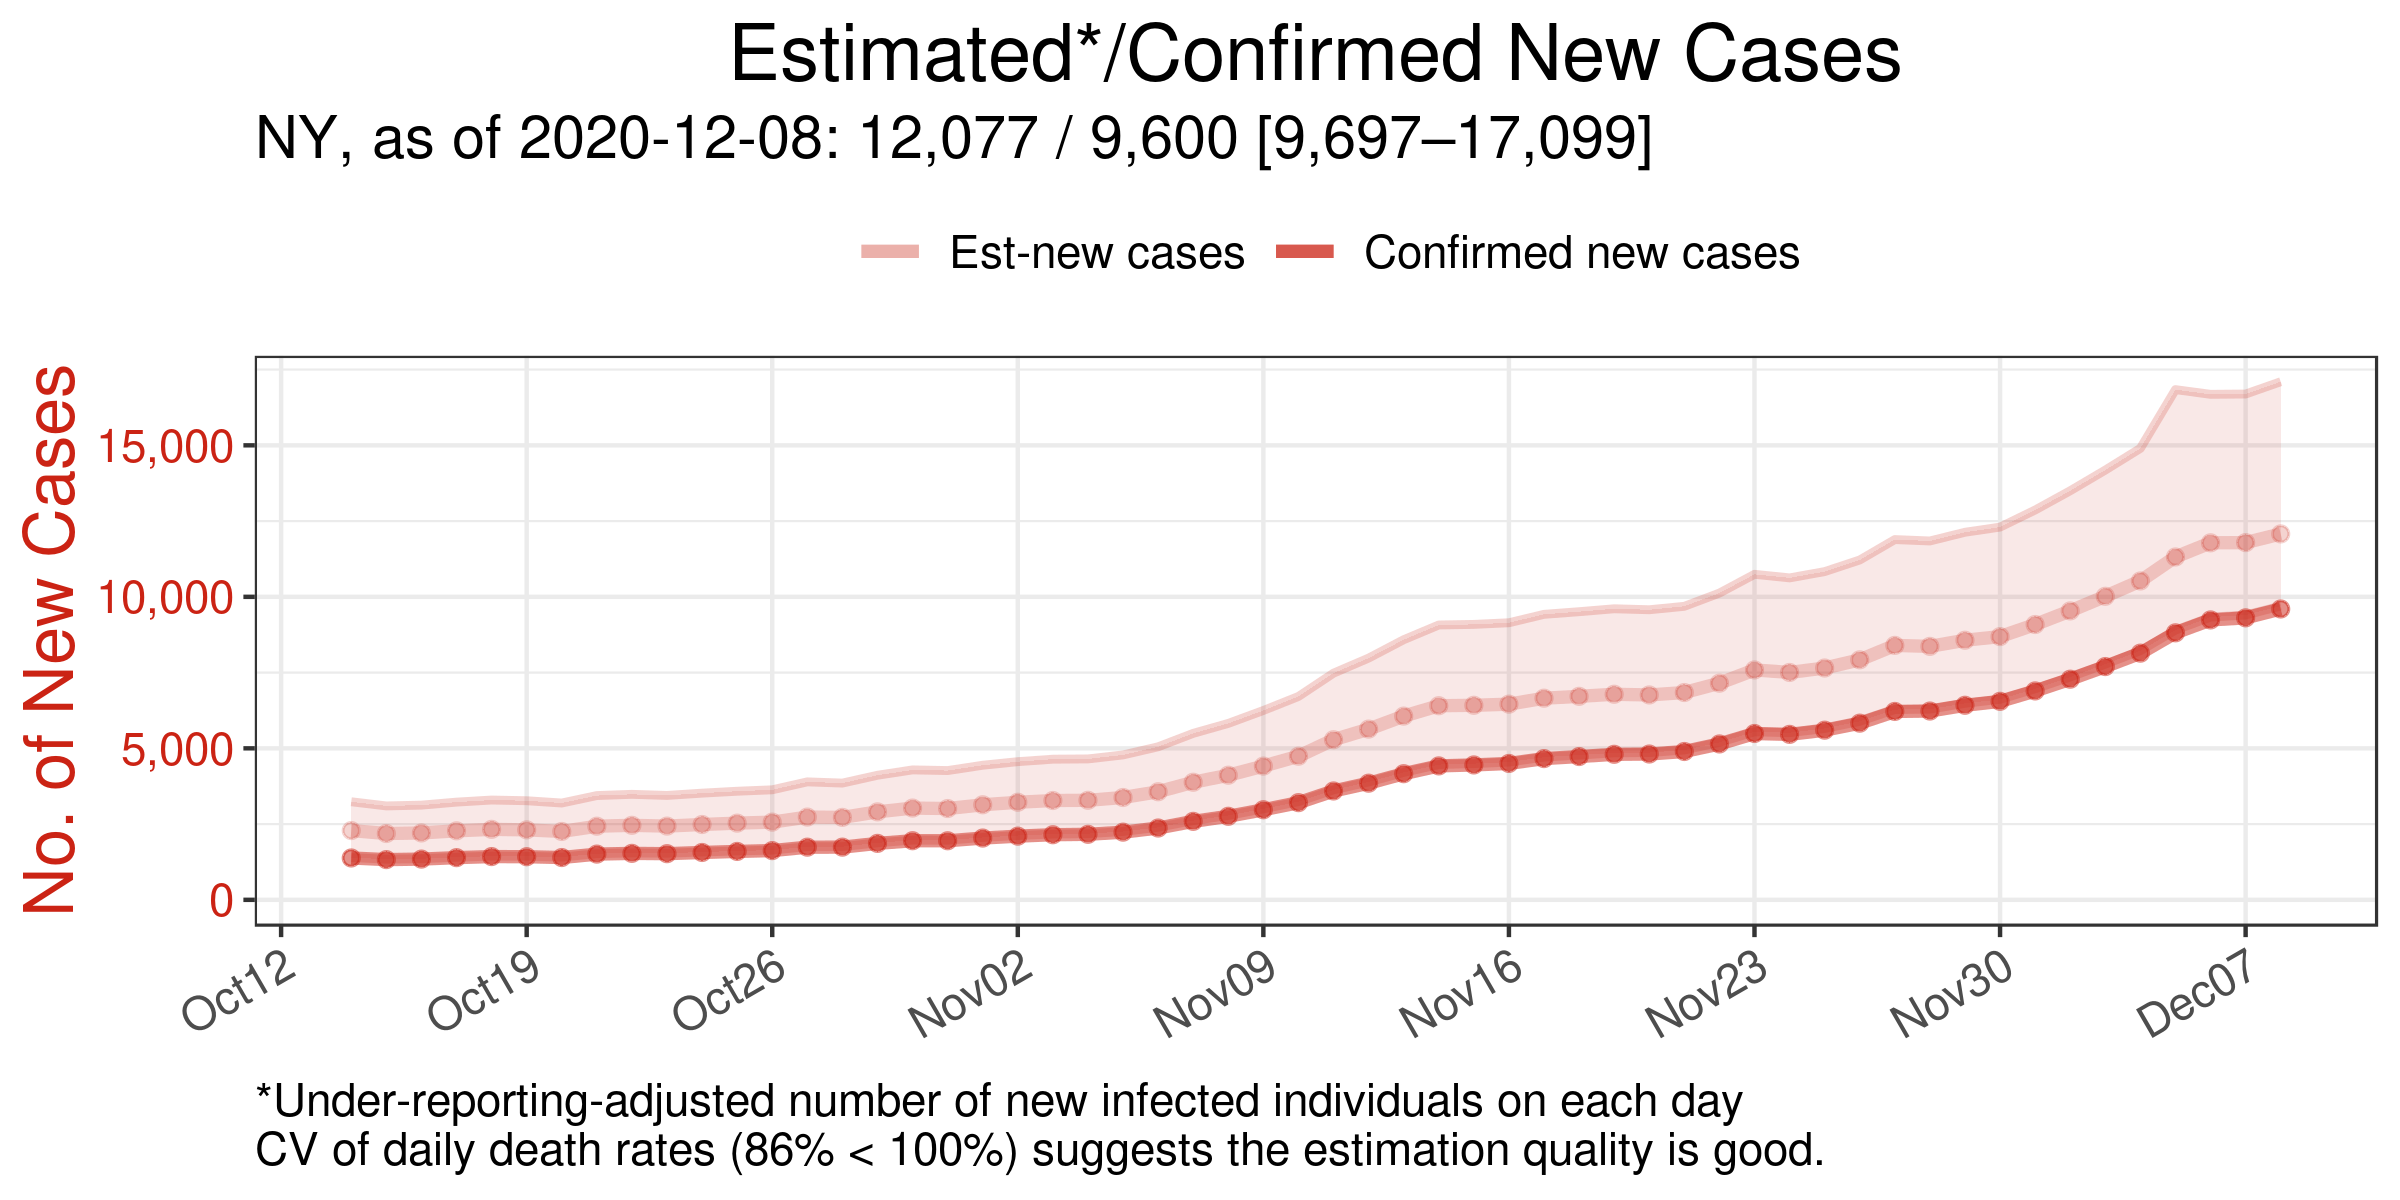 Estimated*/Confirmed New Cases
NY, as of 2020-12-08: 12,077 / 9,600 [9,697–17,099]
Est-new cases
Confirmed new cases
No. of New Cases
15,000
10,000
5,000
0
Oct12
Oct19
Oct26
Nov02
Nov09
Nov16
Nov23
Nov30
Dec07
*Under-reporting-adjusted number of new infected individuals on each day
CV of daily death rates (86% < 100%) suggests the estimation quality is good.